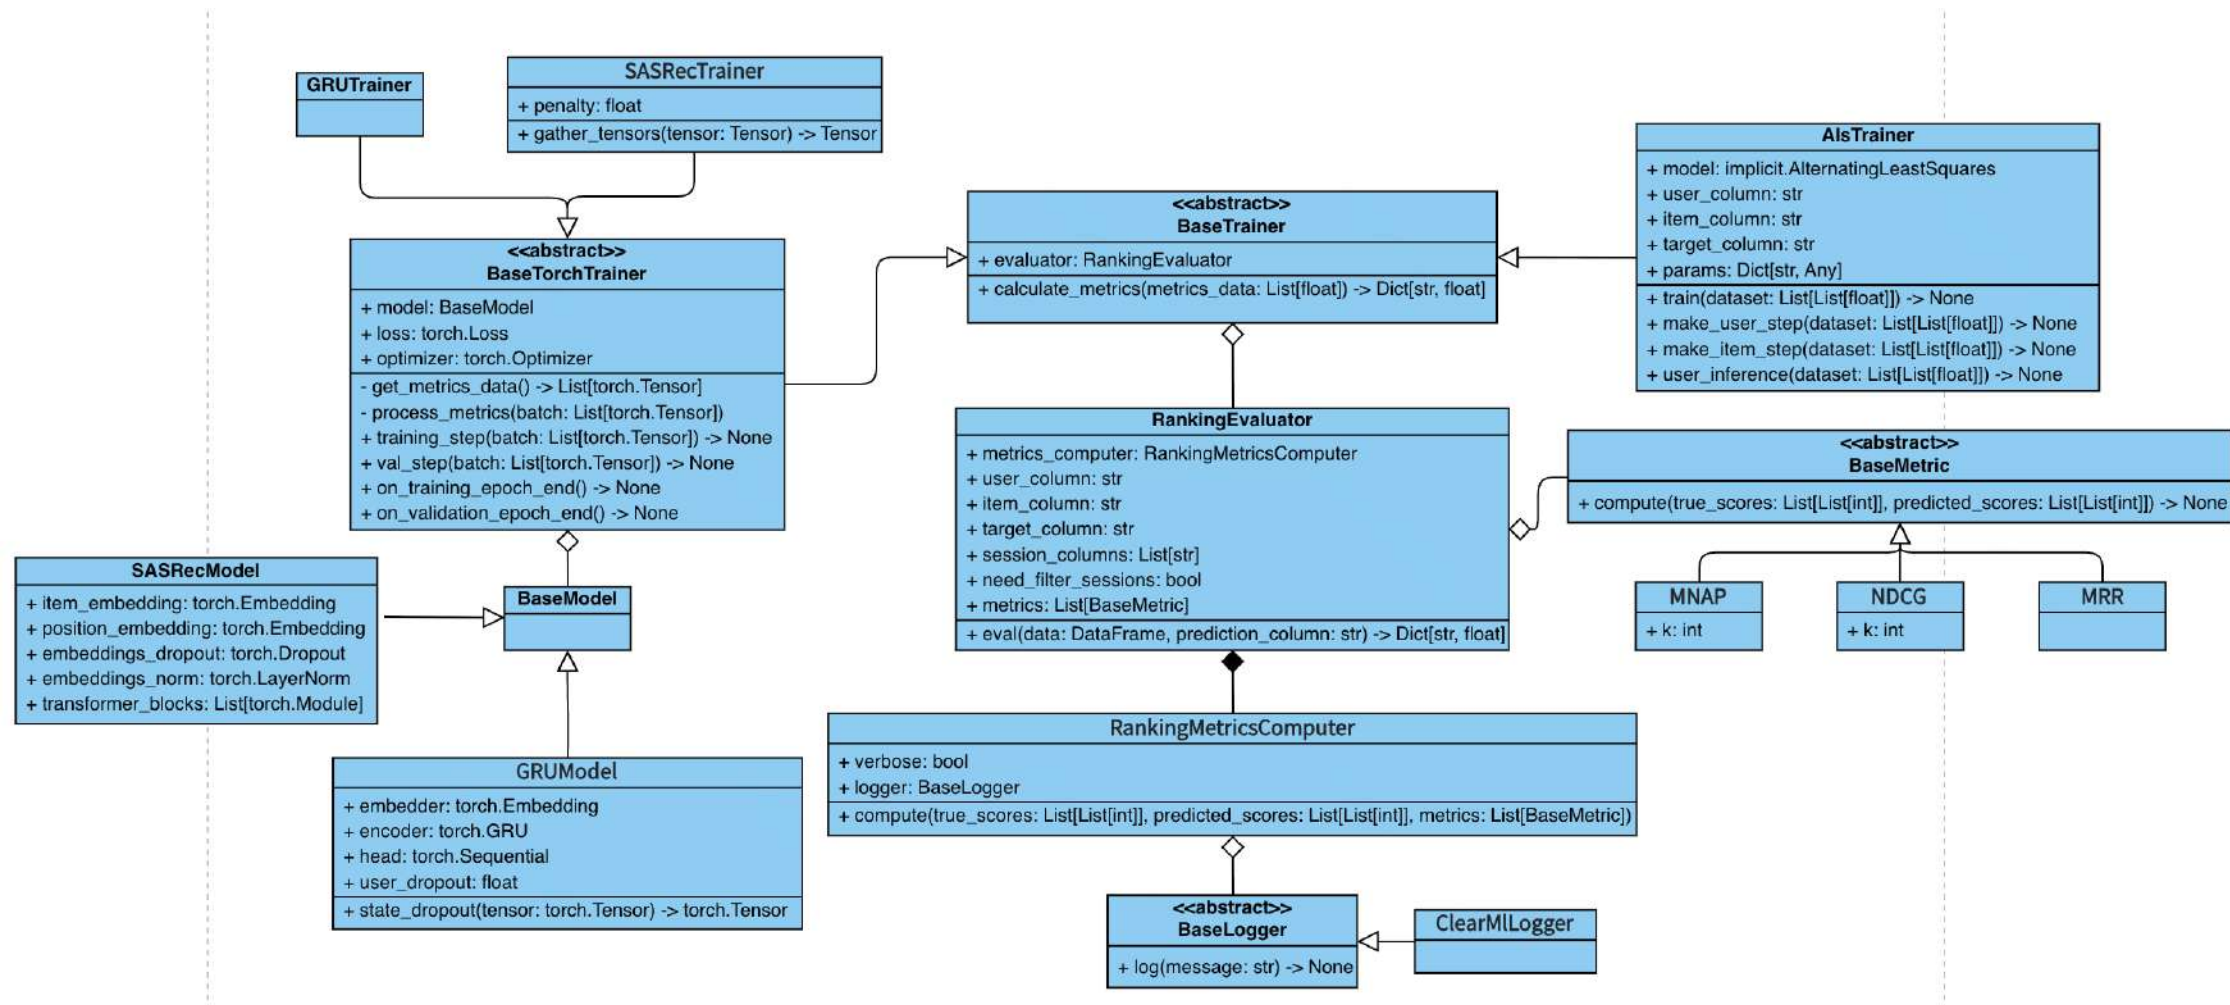 GRUTrainer
SASRecTrainer
+ penalty: float
+ gather_tensors(tensor: Tensor) -> Tensor
<<abstract>>
BaseTorchTrainer
+ model: BaseModel
+ loss: torch.Loss
+ optimizer: torch.Optimizer
- get_metrics_data() -> List[torch.Tensor]
- process_metrics(batch: List[torch.Tensor])
+ training_step(batch: List[torch.Tensor]) -> None
+ val_step(batch: List[torch.Tensor]) -> None
+ on_training_epoch_end() -> None
+ on_validation_epoch_end() -> None
<<abstract>>
BaseTrainer
+ evaluator: RankingEvaluator
+ calculate_metrics(metrics_data: List[float]) -> Dict[str, float]
AlsTrainer
+ model: implicit.AlternatingLeastSquares
+ user_column: str
+ item_column: str
+ target_column: str
+ params: Dict[str, Any]
+ train(dataset: List[List[float]]) -> None
+ make_user_step(dataset: List[List[float]]) -> None
+ make_item_step(dataset: List[List[float]]) -> None
+ user_inference(dataset: List[List[float]]) -> None
RankingEvaluator
+ metrics_computer: RankingMetricsComputer
+ user_column: str
+ item_column: str
+ target_column: str
+ session_columns: List[str]
+ need_filter_sessions: bool
+ metrics: List[BaseMetric]
+ eval(data: DataFrame, prediction_column: str) -> Dict[str, float]
<<abstract>>
BaseMetric
+ compute(true_scores: List[List[int]], predicted_scores: List[List[int]]) -> None
MNAP
+ k: int
NDCG
+ k: int
MRR
SASRecModel
+ item_embedding: torch.Embedding
+ position_embedding: torch.Embedding
+ embeddings_dropout: torch.Dropout
+ embeddings_norm: torch.LayerNorm
+ transformer_blocks: List[torch.Module]
BaseModel
GRUModel
+ embedder: torch.Embedding
+ encoder: torch.GRU
+ head: torch.Sequential
+ user_dropout: float
+ state_dropout(tensor: torch.Tensor) -> torch.Tensor
RankingMetricsComputer
+ verbose: bool
+ logger: BaseLogger
+ compute(true_scores: List[List[int]], predicted_scores: List[List[int]], metrics: List[BaseMetric])
<<abstract>>
BaseLogger
+ log(message: str) -> None
ClearMlLogger